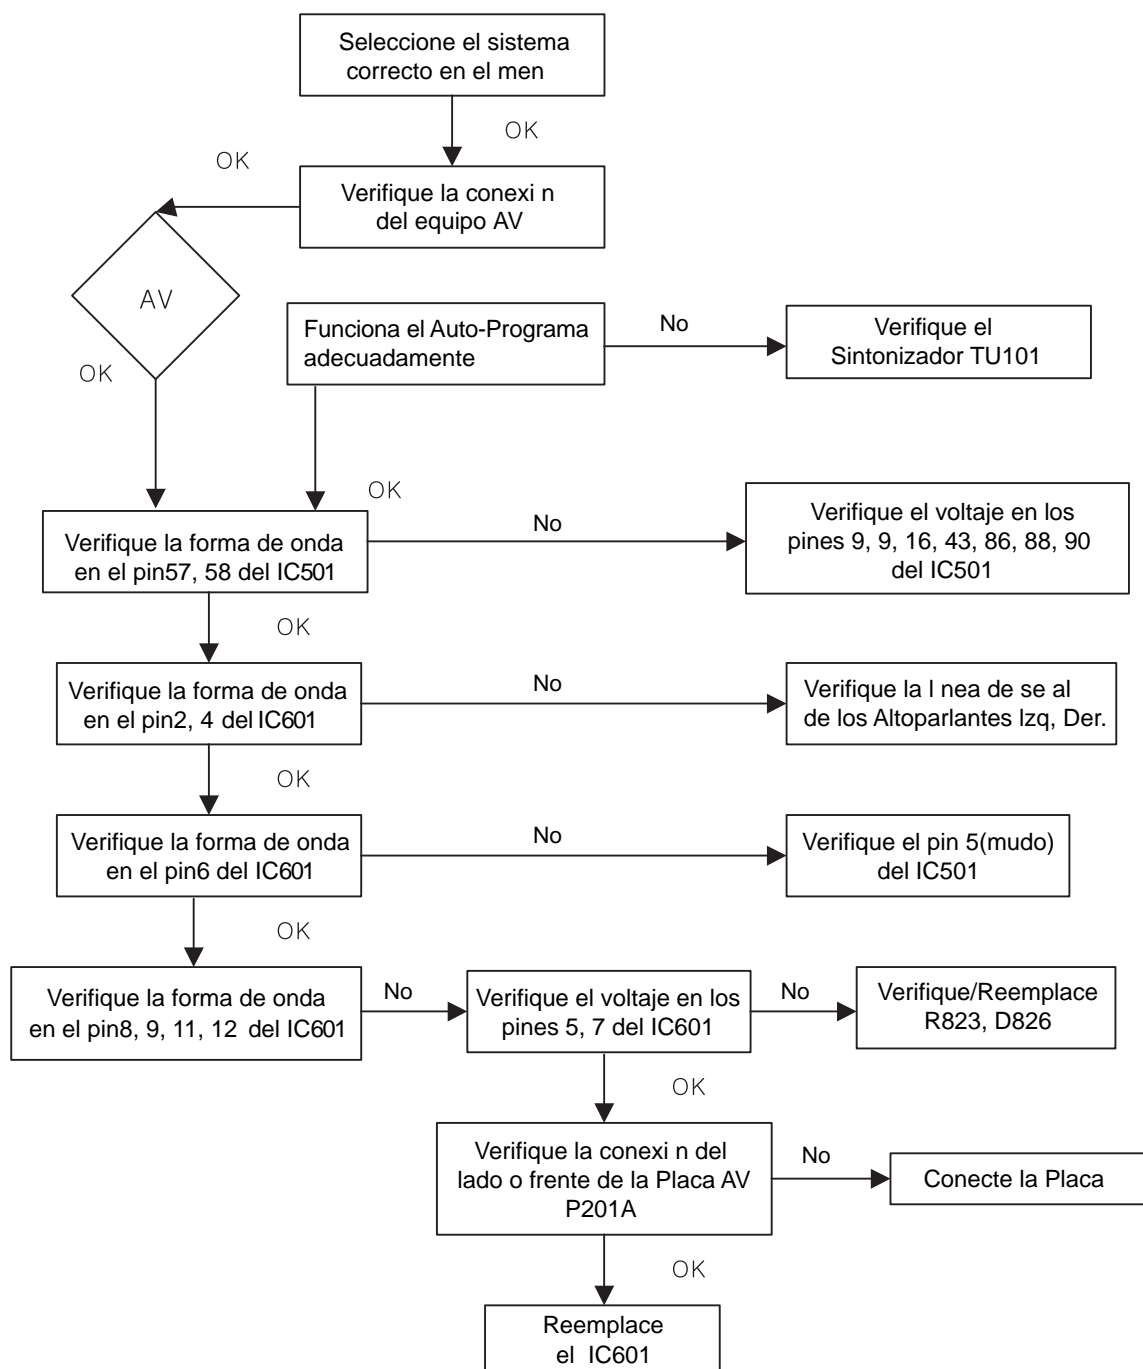 Seleccione el sistema
correcto en el men
OK
OK
Verifique la conexi n
del equipo AV
AV
OK
Funciona el Auto-Programa
adecuadamente
No
Verifique el
Sintonizador TU101
OK
Verifique la forma de onda
en el pin57, 58 del IC501
No
Verifique el voltaje en los
pines 9, 9, 16, 43, 86, 88, 90
del IC501
OK
Verifique la forma de onda
en el pin2, 4 del IC601
No
Verifique la l nea de se al
de los Altoparlantes Izq, Der.
OK
Verifique la forma de onda
en el pin6 del IC601
No
Verifique el pin 5(mudo)
del IC501
OK
Verifique la forma de onda
en el pin8, 9, 11, 12 del IC601
No
Verifique el voltaje en los
pines 5, 7 del IC601
No
Verifique/Reemplace
R823, D826
OK
Verifique la conexi n del
lado o frente de la Placa AV
P201A
No
Conecte la Placa
OK
Reemplace
el IC601